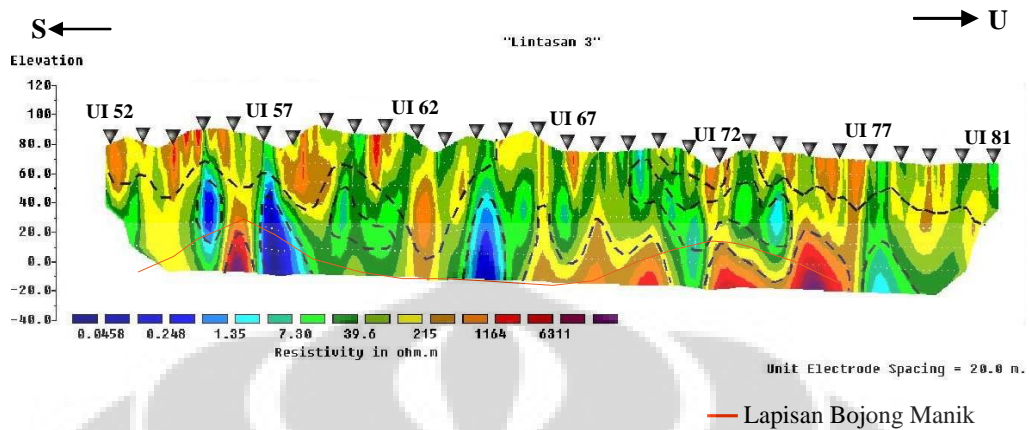 S U
"Lintasan 3"
Elevation
120
100
80.0
60.0
40.0
20.0
0.0
-20.0
-40.0
UI 52 UI 57 UI 62 UI 67 UI 72 UI 77 UI 81
0.0458 0.248 1.35 7.30 39.6 215 1164 6311
Resistivity in ohm.m
Unit Electrode Spacing = 20.0 m.
Lapisan Bojong Manik